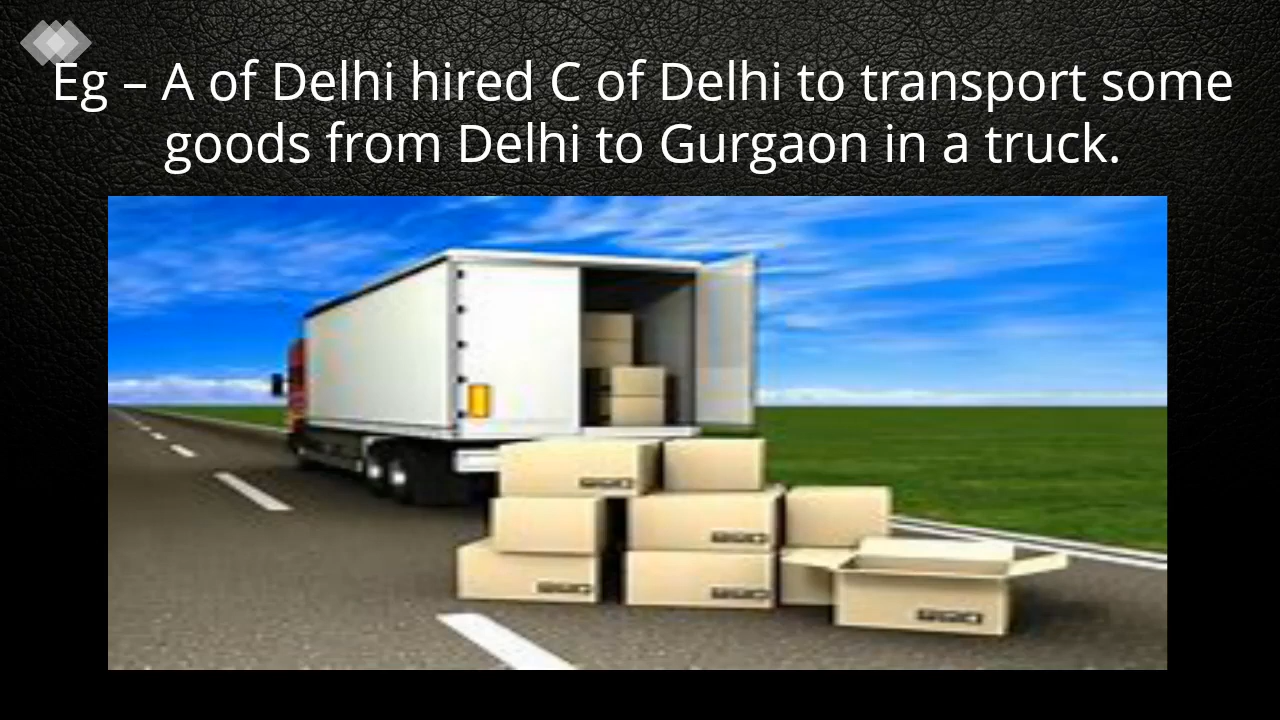 Eg – A of Delhi hired C of Delhi to transport some
goods from Delhi to Gurgaon in a truck.